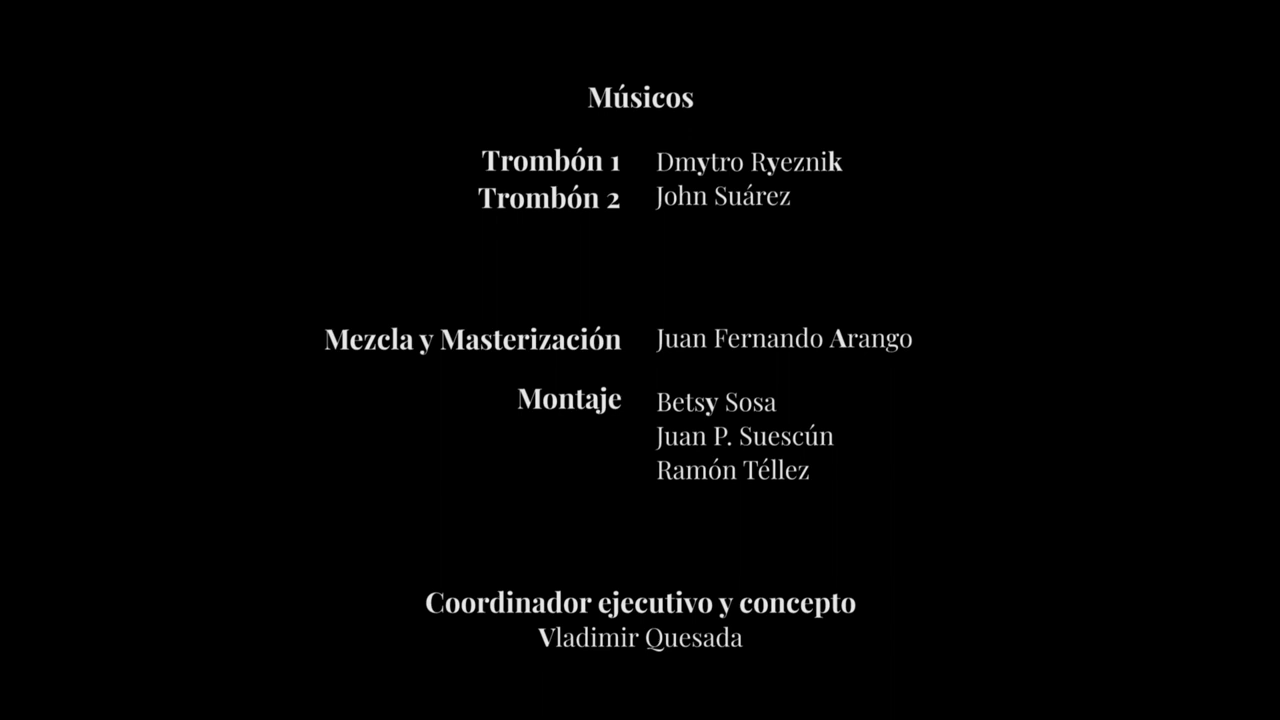 Músicos
Trombón 1 Dmytro Ryeznik
Trombón 2 John Suárez
Mezcla y Masterización Juan Fernando Arango
Montaje Betsy Sosa
Juan P. Suescún
Ramón Téllez
Coordinador ejecutivo y concepto
Vladimir Quesada